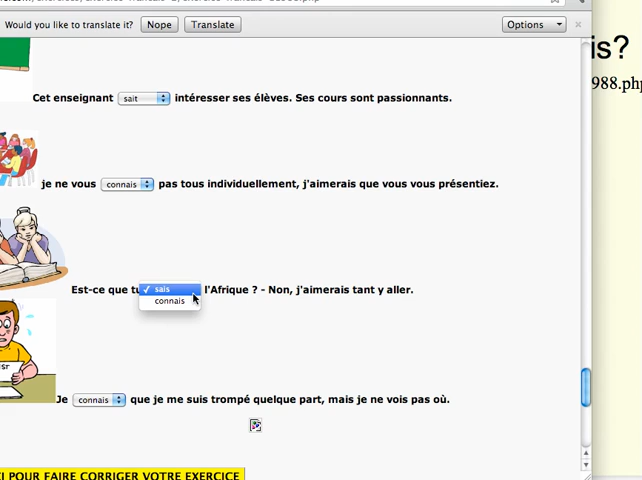 Would you like to translate it? Nope Translate Options
is?
988.php
Cet enseignant sait intéresser ses élèves. Ses cours sont passionnants.
je ne vous connais pas tous individuellement, j'aimerais que vous vous présentiez.
Est-ce que tu sais l'Afrique ? - Non, j'aimerais tant y aller.
connais
Je connais que je me suis trompé quelque part, mais je ne vois pas où.
I POUR FAIRE CORRIGER VOTRE EXERCICE